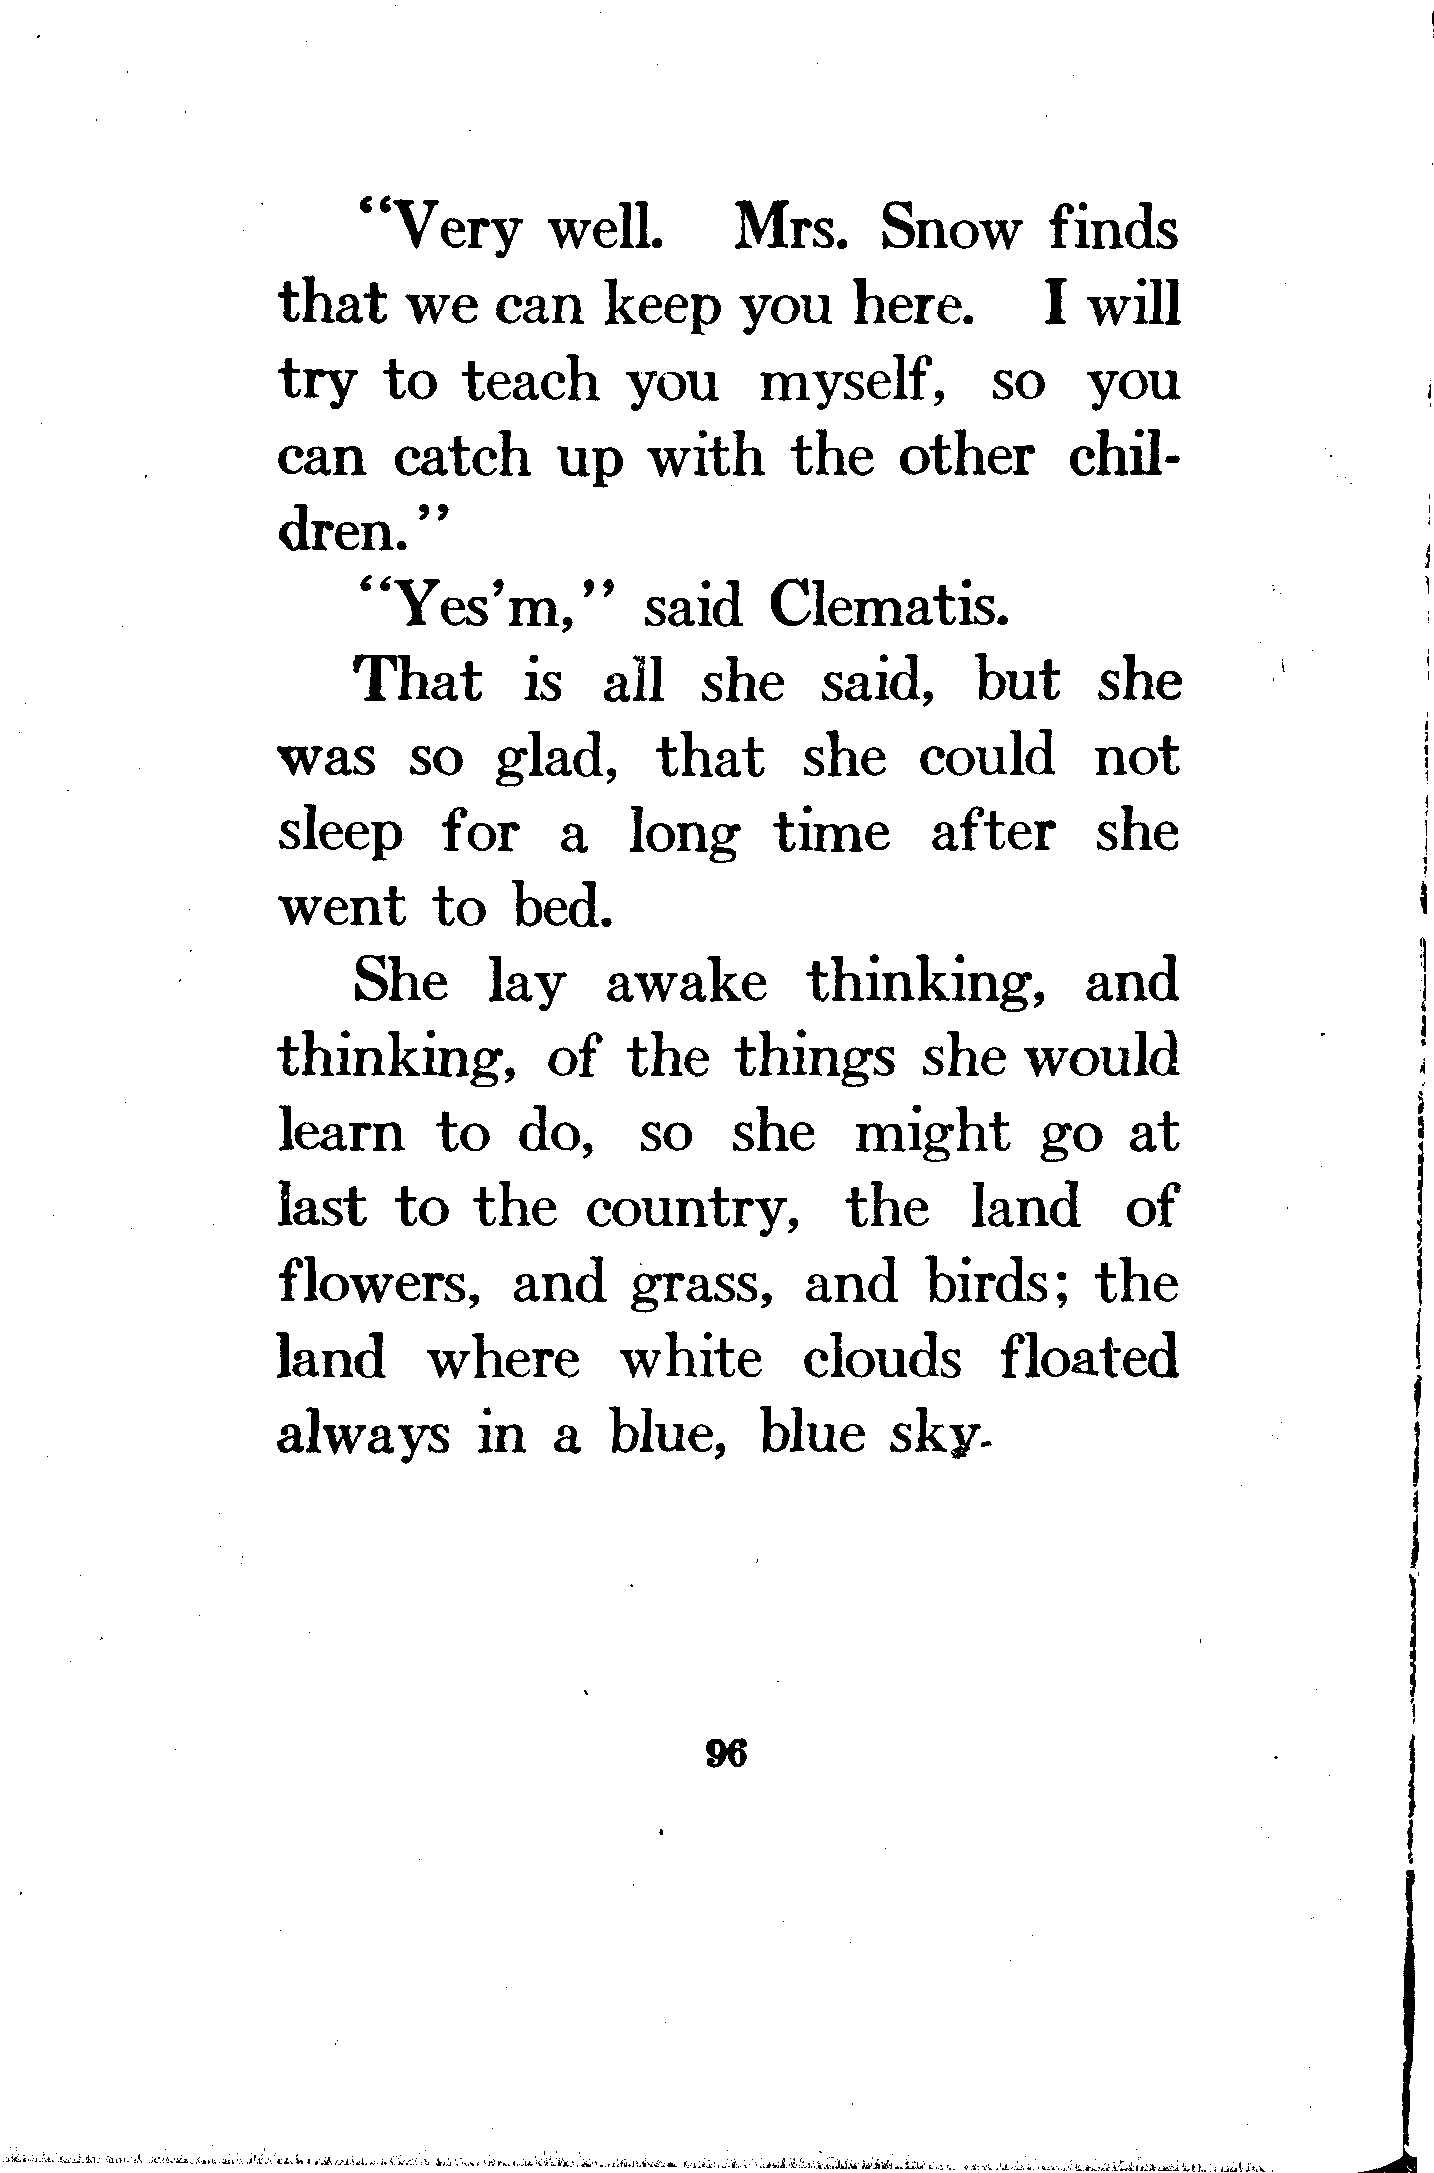 “Very well. Mrs. Snow finds
that we can keep you here. I will
try to teach you myself, so you
can catch up with the other chil-
dren.”
“Yes’m,” said Clematis.
That is all she said, but she
was so glad, that she could not
sleep for a long time after she
went to bed.
She lay awake thinking, and
thinking, of the things she would
learn to do, so she might go at
last to the country, the land of
flowers, and grass, and birds; the
land where white clouds floated
always in a blue, blue sky.
96